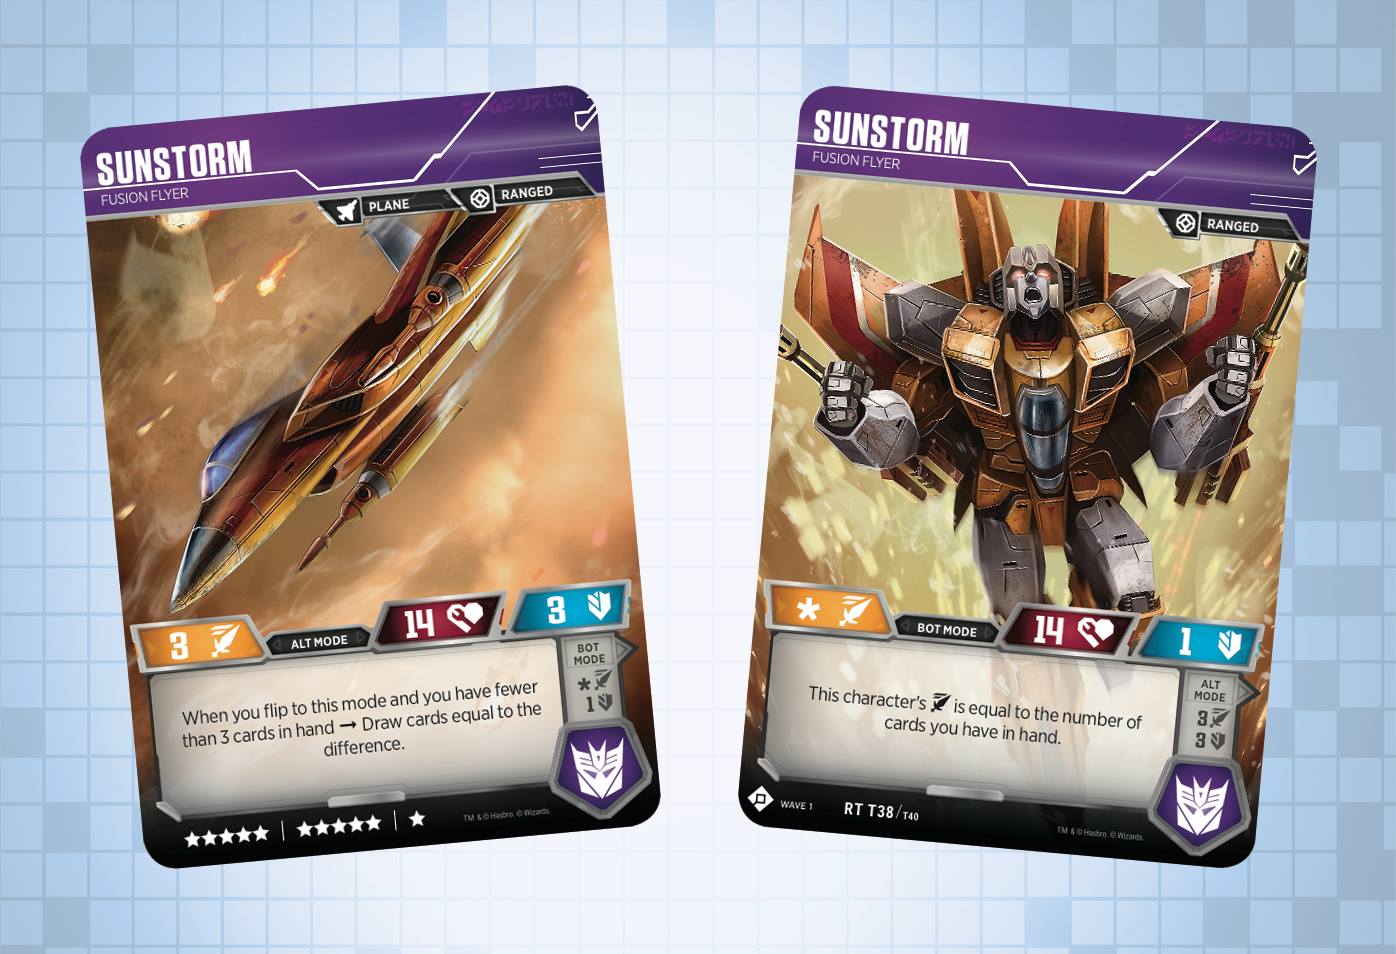 SUNSTORM
FUSION FLYER
PLANE
RANGED
3
ALT MODE
14
3
BOT
MODE
*
1
When you flip to this mode and you have fewer
than 3 cards in hand → Draw cards equal to the
difference.
★★★★★ | ★★★★★ | ★
TM & © Hasbro. © Wizards.
SUNSTORM
FUSION FLYER
RANGED
*
BOT MODE
14
1
ALT
MODE
3
3
This character's is equal to the number of
cards you have in hand.
WAVE 1
RT T38/T40
TM & © Hasbro. © Wizards.